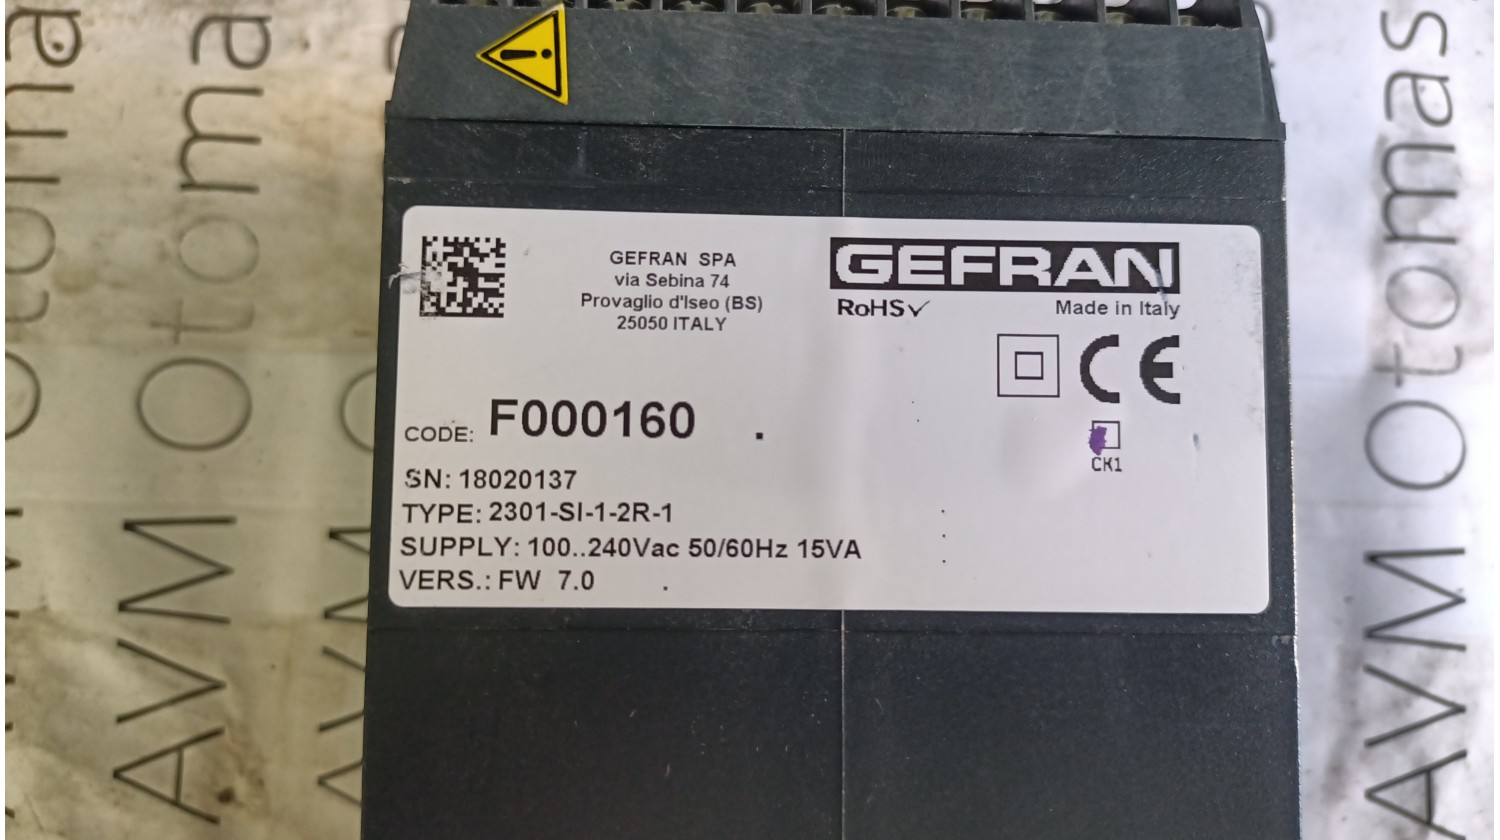 GEFRAN SPA
via Sebina 74
Provaglio d'Iseo (BS)
25050 ITALY
GEFRAN
RoHS✓
Made in Italy
CE
CODE: F000160 .
CK1
SN: 18020137
TYPE: 2301-SI-1-2R-1
SUPPLY: 100..240Vac 50/60Hz 15VA
VERS.: FW 7.0 .
AVM Otoma
AVM Otomas